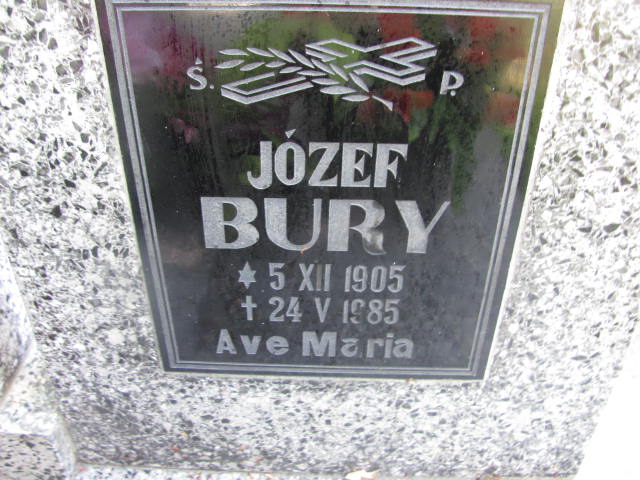 Ś. P.
JÓZEF
BURY
* 5 XII 1905
† 24 V 1985
Ave Maria